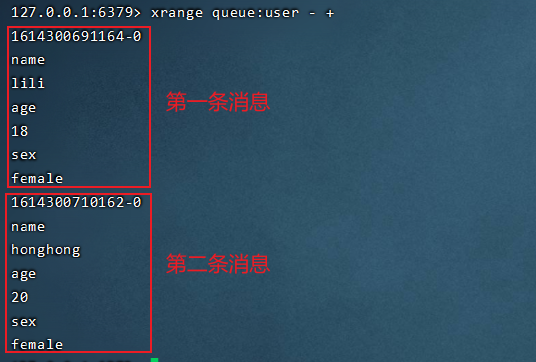 127.0.0.1:6379> xrange queue:user - +
1614300691164-0
name
lili
age
18
sex
female
第一条消息
1614300710162-0
name
honghong
age
20
sex
female
第二条消息